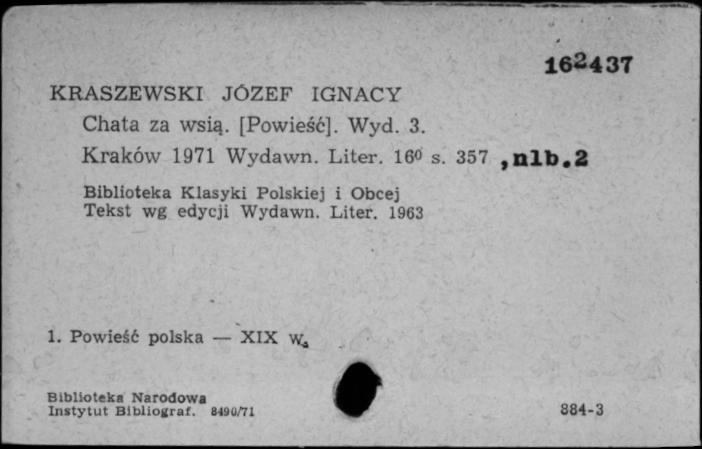 162437
KRASZEWSKI JÓZEF IGNACY
Chata za wsią. [Powieść]. Wyd. 3.
Kraków 1971 Wydawn. Liter. 16⁰ s. 357 ,nlb.2
Biblioteka Klasyki Polskiej i Obcej
Tekst wg edycji Wydawn. Liter. 1963
1. Powieść polska — XIX w.
Biblioteka Narodowa
Instytut Bibliograf. 8490/71
884-3